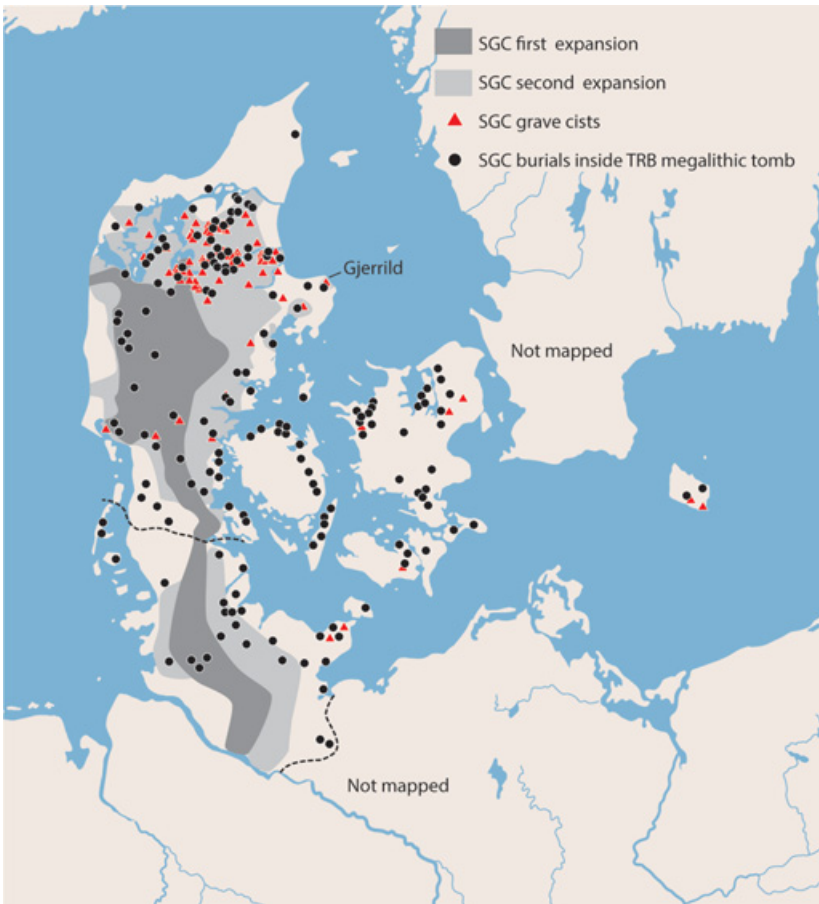 SGC first expansion
SGC second expansion
SGC grave cists
SGC burials inside TRB megalithic tomb
Gjerrild
Not mapped
Not mapped